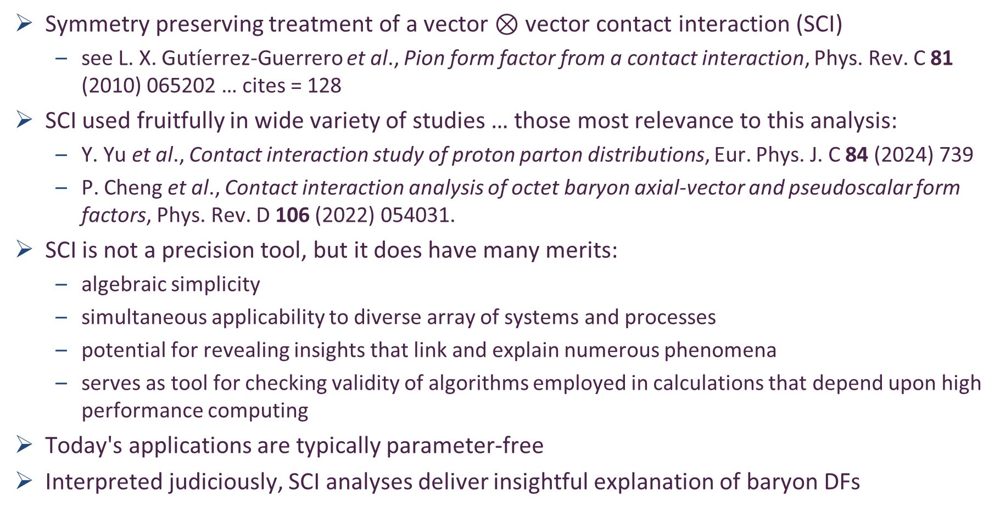 ➢ Symmetry preserving treatment of a vector ⊗ vector contact interaction (SCI)
– see L. X. Gutíerrez-Guerrero et al., Pion form factor from a contact interaction, Phys. Rev. C 81
(2010) 065202 … cites = 128
➢ SCI used fruitfully in wide variety of studies … those most relevance to this analysis:
– Y. Yu et al., Contact interaction study of proton parton distributions, Eur. Phys. J. C 84 (2024) 739
– P. Cheng et al., Contact interaction analysis of octet baryon axial-vector and pseudoscalar form
factors, Phys. Rev. D 106 (2022) 054031.
➢ SCI is not a precision tool, but it does have many merits:
– algebraic simplicity
– simultaneous applicability to diverse array of systems and processes
– potential for revealing insights that link and explain numerous phenomena
– serves as tool for checking validity of algorithms employed in calculations that depend upon high
performance computing
➢ Today's applications are typically parameter-free
➢ Interpreted judiciously, SCI analyses deliver insightful explanation of baryon DFs